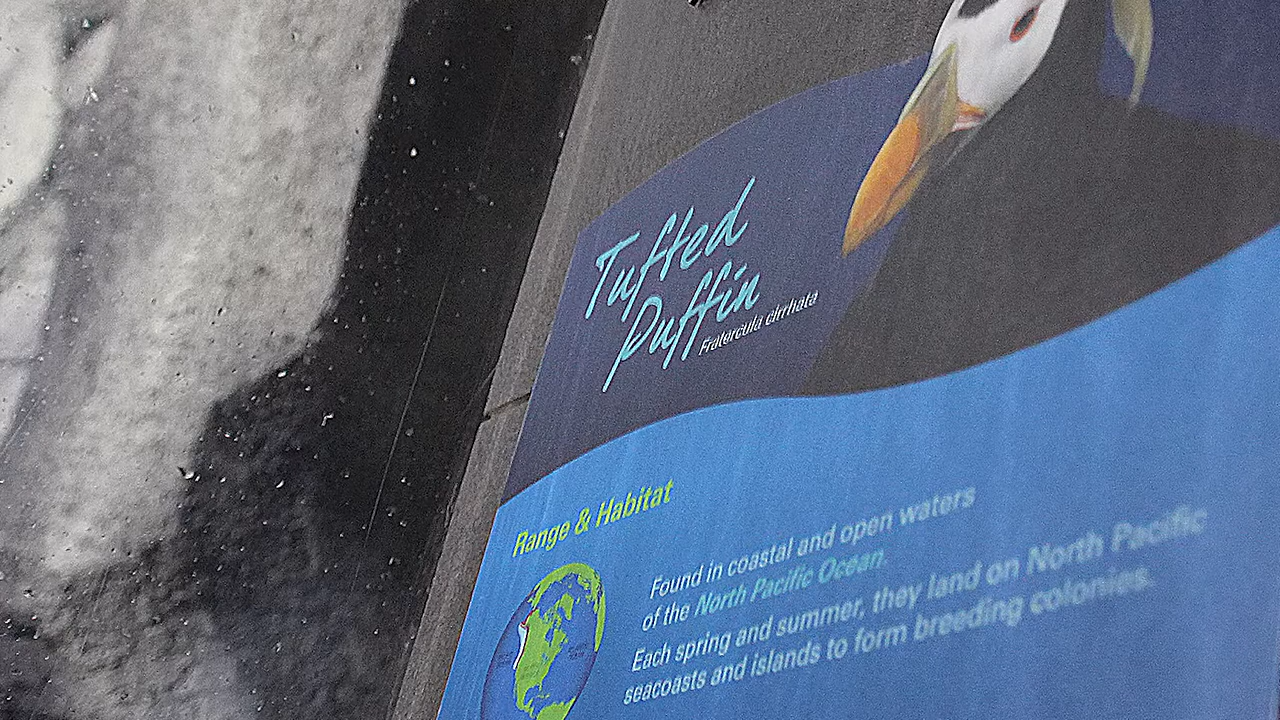 Tufted
Puffin
Fratercula cirrhata
Range & Habitat
Found in coastal and open waters
of the North Pacific Ocean.
Each spring and summer, they land on North Pacific
seacoasts and islands to form breeding colonies.